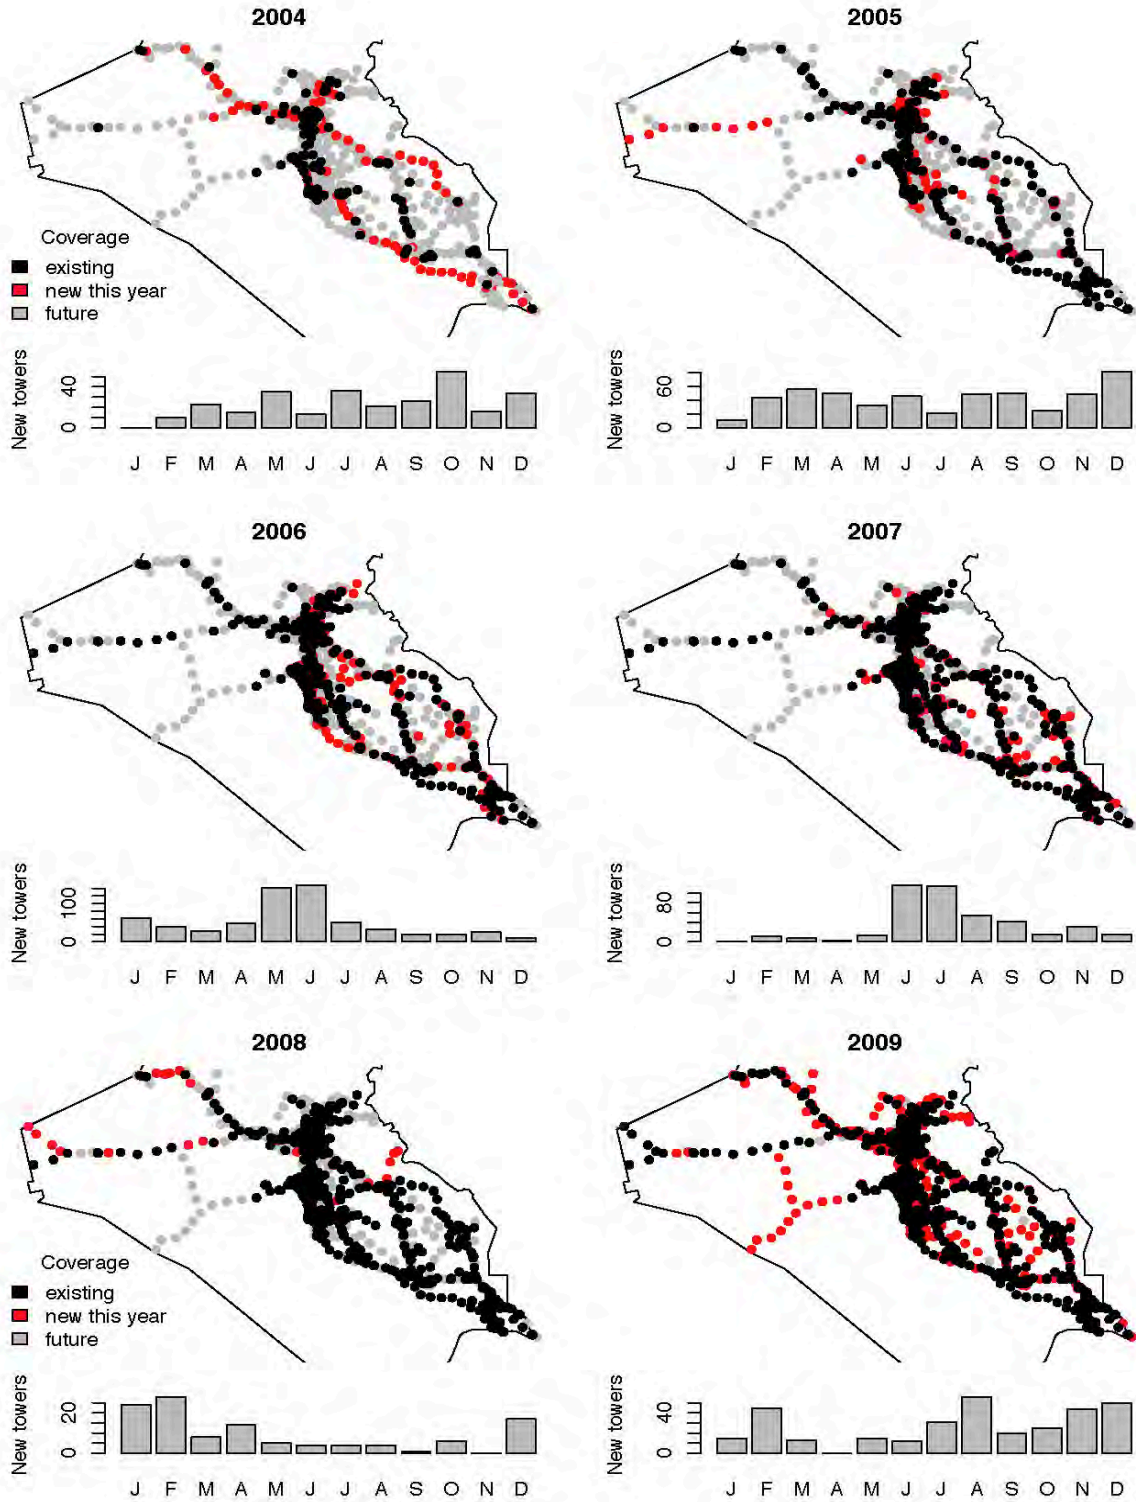 2004
2005
Coverage
existing
new this year
future
New towers
0
40
J F M A M J J A S O N D
New towers
0
60
J F M A M J J A S O N D
2006
2007
New towers
0
100
J F M A M J J A S O N D
New towers
0
80
J F M A M J J A S O N D
2008
2009
Coverage
existing
new this year
future
New towers
0
20
J F M A M J J A S O N D
New towers
0
40
J F M A M J J A S O N D